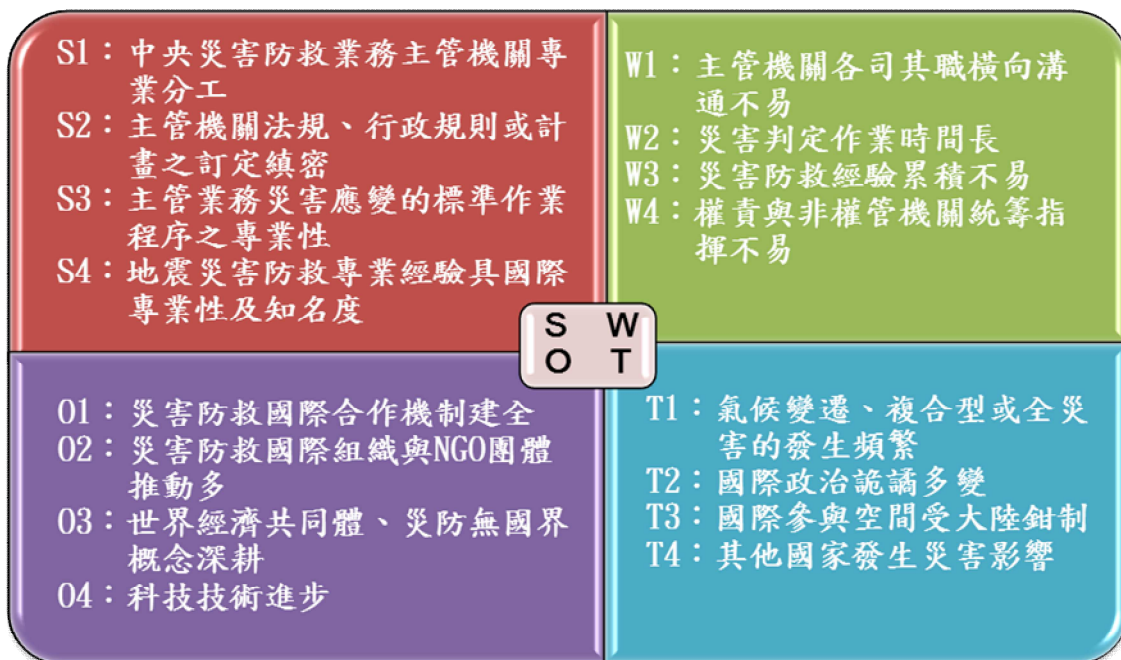 S1：中央災害防救業務主管機關專
業分工
S2：主管機關法規、行政規則或計
畫之訂定縝密
S3：主管業務災害應變的標準作業
程序之專業性
S4：地震災害防救專業經驗具國際
專業性及知名度
W1：主管機關各司其職橫向溝
通不易
W2：災害判定作業時間長
W3：災害防救經驗累積不易
W4：權責與非權管機關統籌指
揮不易
S W
O T
O1：災害防救國際合作機制建全
O2：災害防救國際組織與NGO團體
推動多
O3：世界經濟共同體、災防無國界
概念深耕
O4：科技技術進步
T1：氣候變遷、複合型或全災
害的發生頻繁
T2：國際政治詭譎多變
T3：國際參與空間受大陸鉗制
T4：其他國家發生災害影響